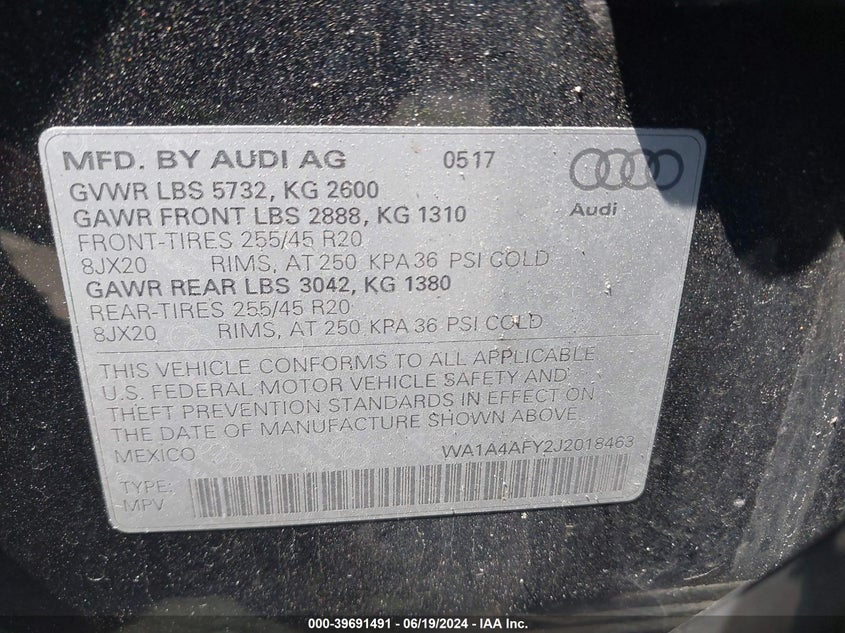 MFD. BY AUDI AG 0517
Audi
GVWR LBS 5732, KG 2600
GAWR FRONT LBS 2888, KG 1310
FRONT-TIRES 255/45 R20
8JX20 RIMS, AT 250 KPA 36 PSI COLD
GAWR REAR LBS 3042, KG 1380
REAR-TIRES 255/45 R20
8JX20 RIMS, AT 250 KPA 36 PSI COLD
THIS VEHICLE CONFORMS TO ALL APPLICABLE
U.S. FEDERAL MOTOR VEHICLE SAFETY AND
THEFT PREVENTION STANDARDS IN EFFECT ON
THE DATE OF MANUFACTURE SHOWN ABOVE.
MEXICO WA1A4AFY2J2018463
TYPE:
MPV
000-39691491 - 06/19/2024 - IAA Inc.